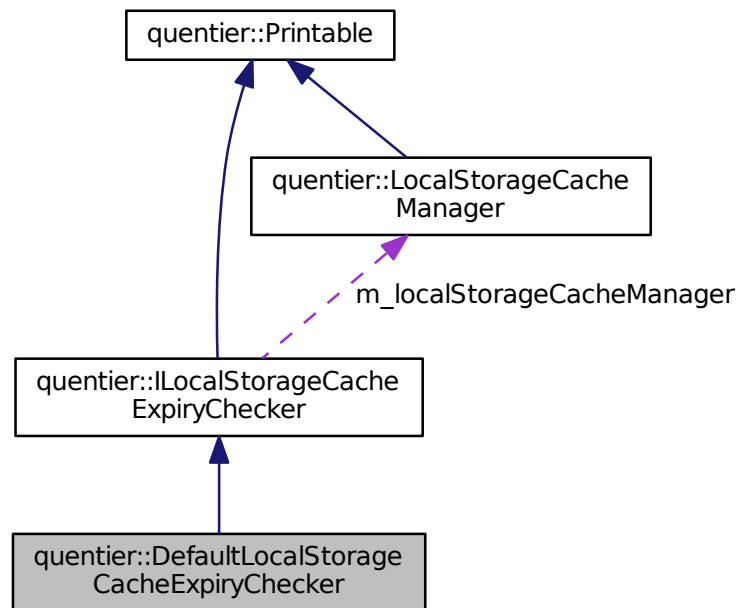 quentier::Printable
quentier::LocalStorageCache
Manager
m_localStorageCacheManager
quentier::ILocalStorageCache
ExpiryChecker
quentier::DefaultLocalStorage
CacheExpiryChecker